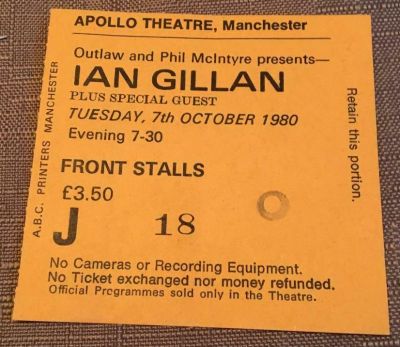 APOLLO THEATRE, Manchester
Outlaw and Phil McIntyre presents—
IAN GILLAN
PLUS SPECIAL GUEST
TUESDAY, 7th OCTOBER 1980
Evening 7-30
FRONT STALLS
£3.50
J 18
No Cameras or Recording Equipment.
No Ticket exchanged nor money refunded.
Official Programmes sold only in the Theatre.
A.B.C. PRINTERS MANCHESTER
Retain this portion.